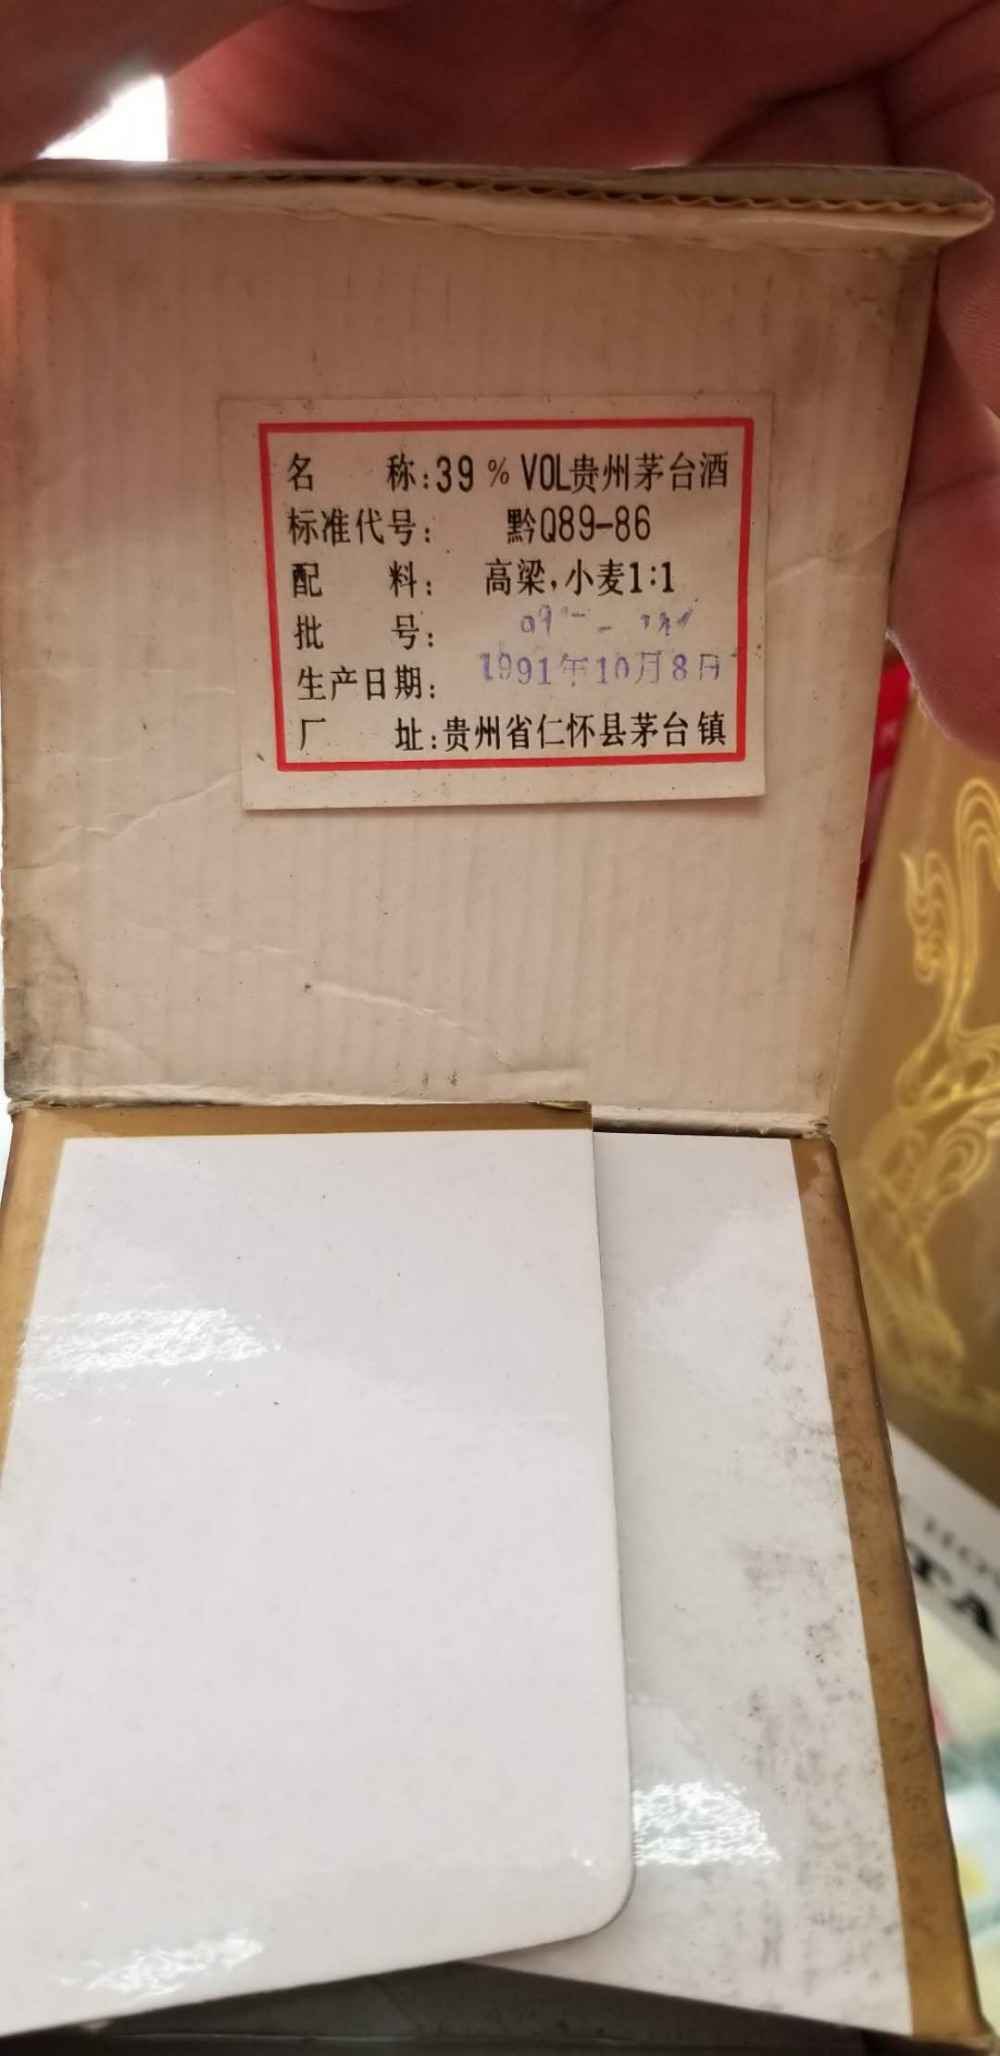 名 称:39%VOL贵州茅台酒
标准代号: 黔Q89-86
配 料: 高梁,小麦1:1
批 号:
生产日期: 1991年10月8日
厂 址:贵州省仁怀县茅台镇
TA